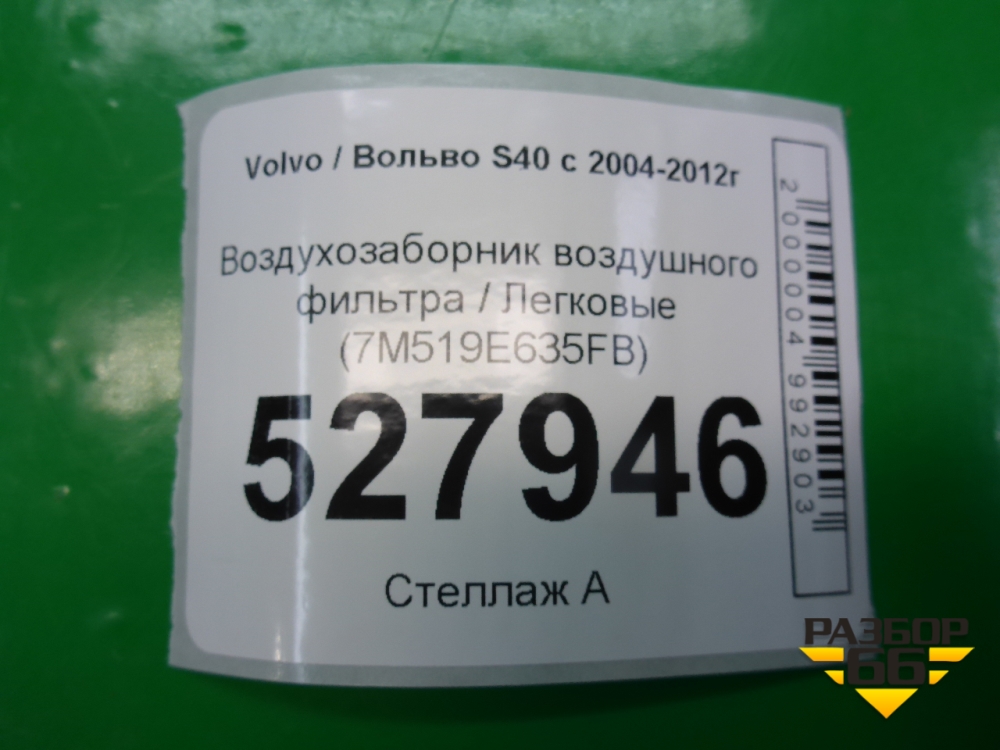 Volvo / Вольво S40 с 2004-2012г
Воздухозаборник воздушного
фильтра / Легковые
(7M519E635FB)
527946
Стеллаж А
2000004992903
РАЗБОР
66